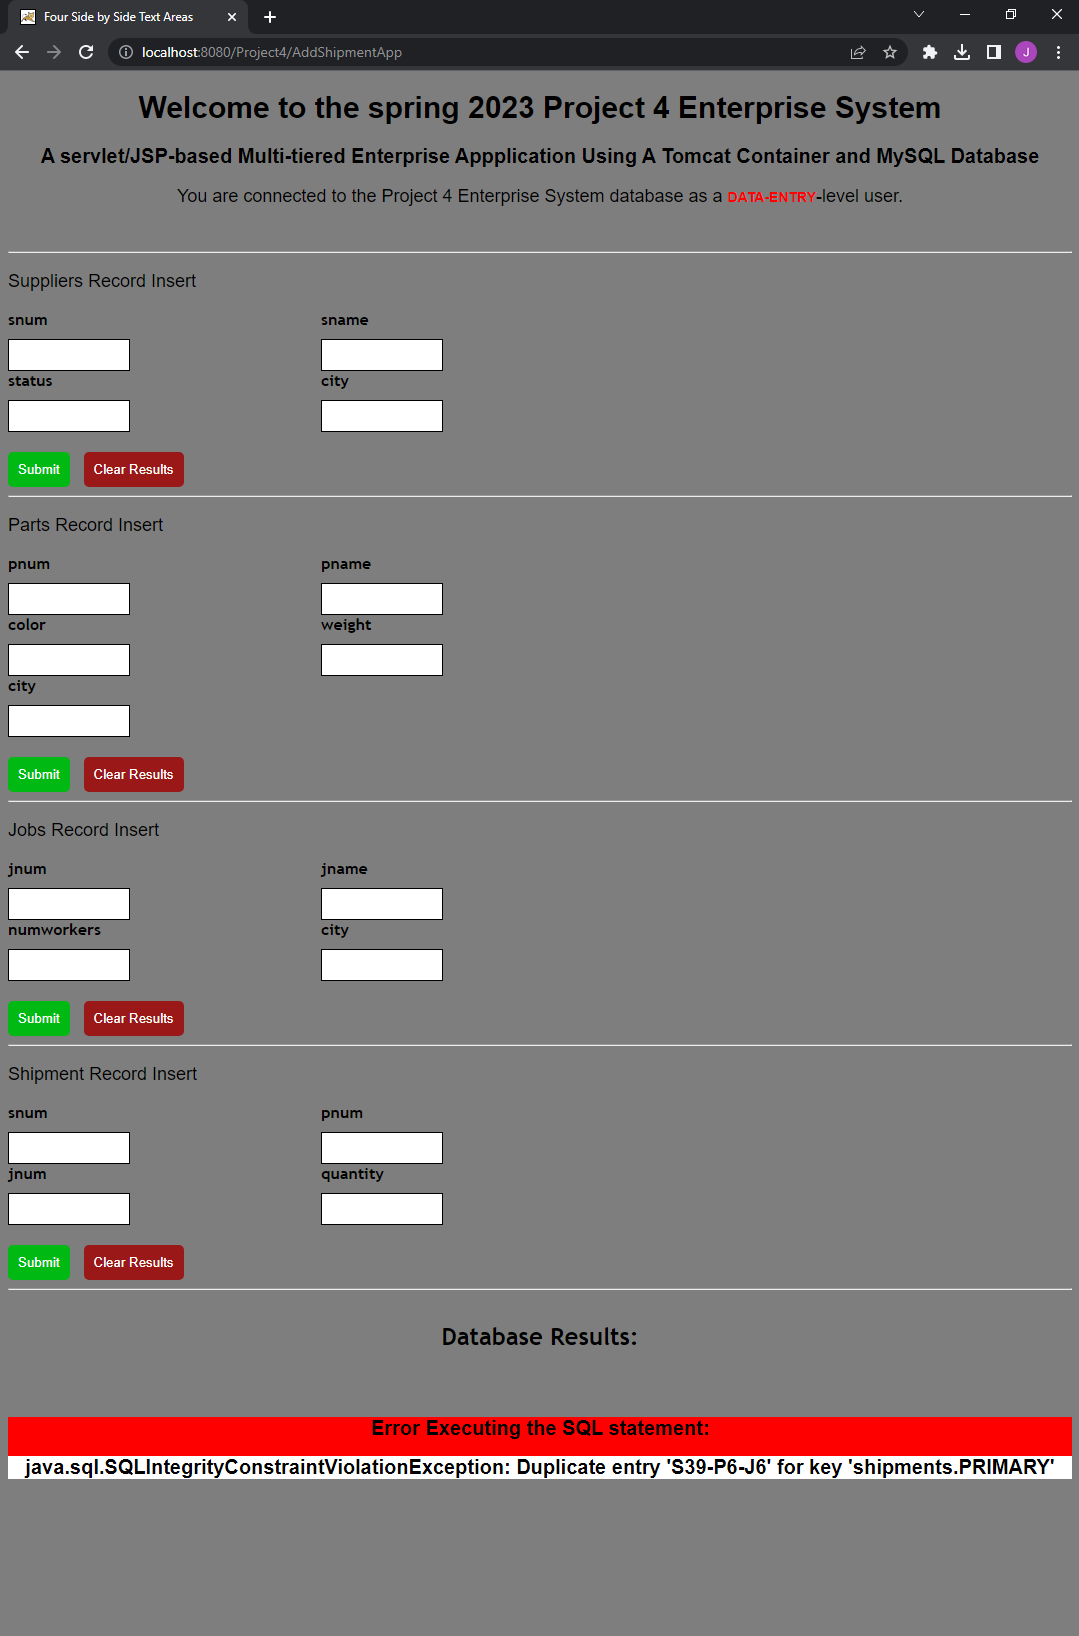 Four Side by Side Text Areas
localhost:8080/Project4/AddShipmentApp
J
Welcome to the spring 2023 Project 4 Enterprise System
A servlet/JSP-based Multi-tiered Enterprise Appplication Using A Tomcat Container and MySQL Database
You are connected to the Project 4 Enterprise System database as a DATA-ENTRY-level user.
Suppliers Record Insert
snum sname
status city
Submit Clear Results
Parts Record Insert
pnum pname
color weight
city
Submit Clear Results
Jobs Record Insert
jnum jname
numworkers city
Submit Clear Results
Shipment Record Insert
snum pnum
jnum quantity
Submit Clear Results
Database Results:
Error Executing the SQL statement:
java.sql.SQLIntegrityConstraintViolationException: Duplicate entry 'S39-P6-J6' for key 'shipments.PRIMARY'